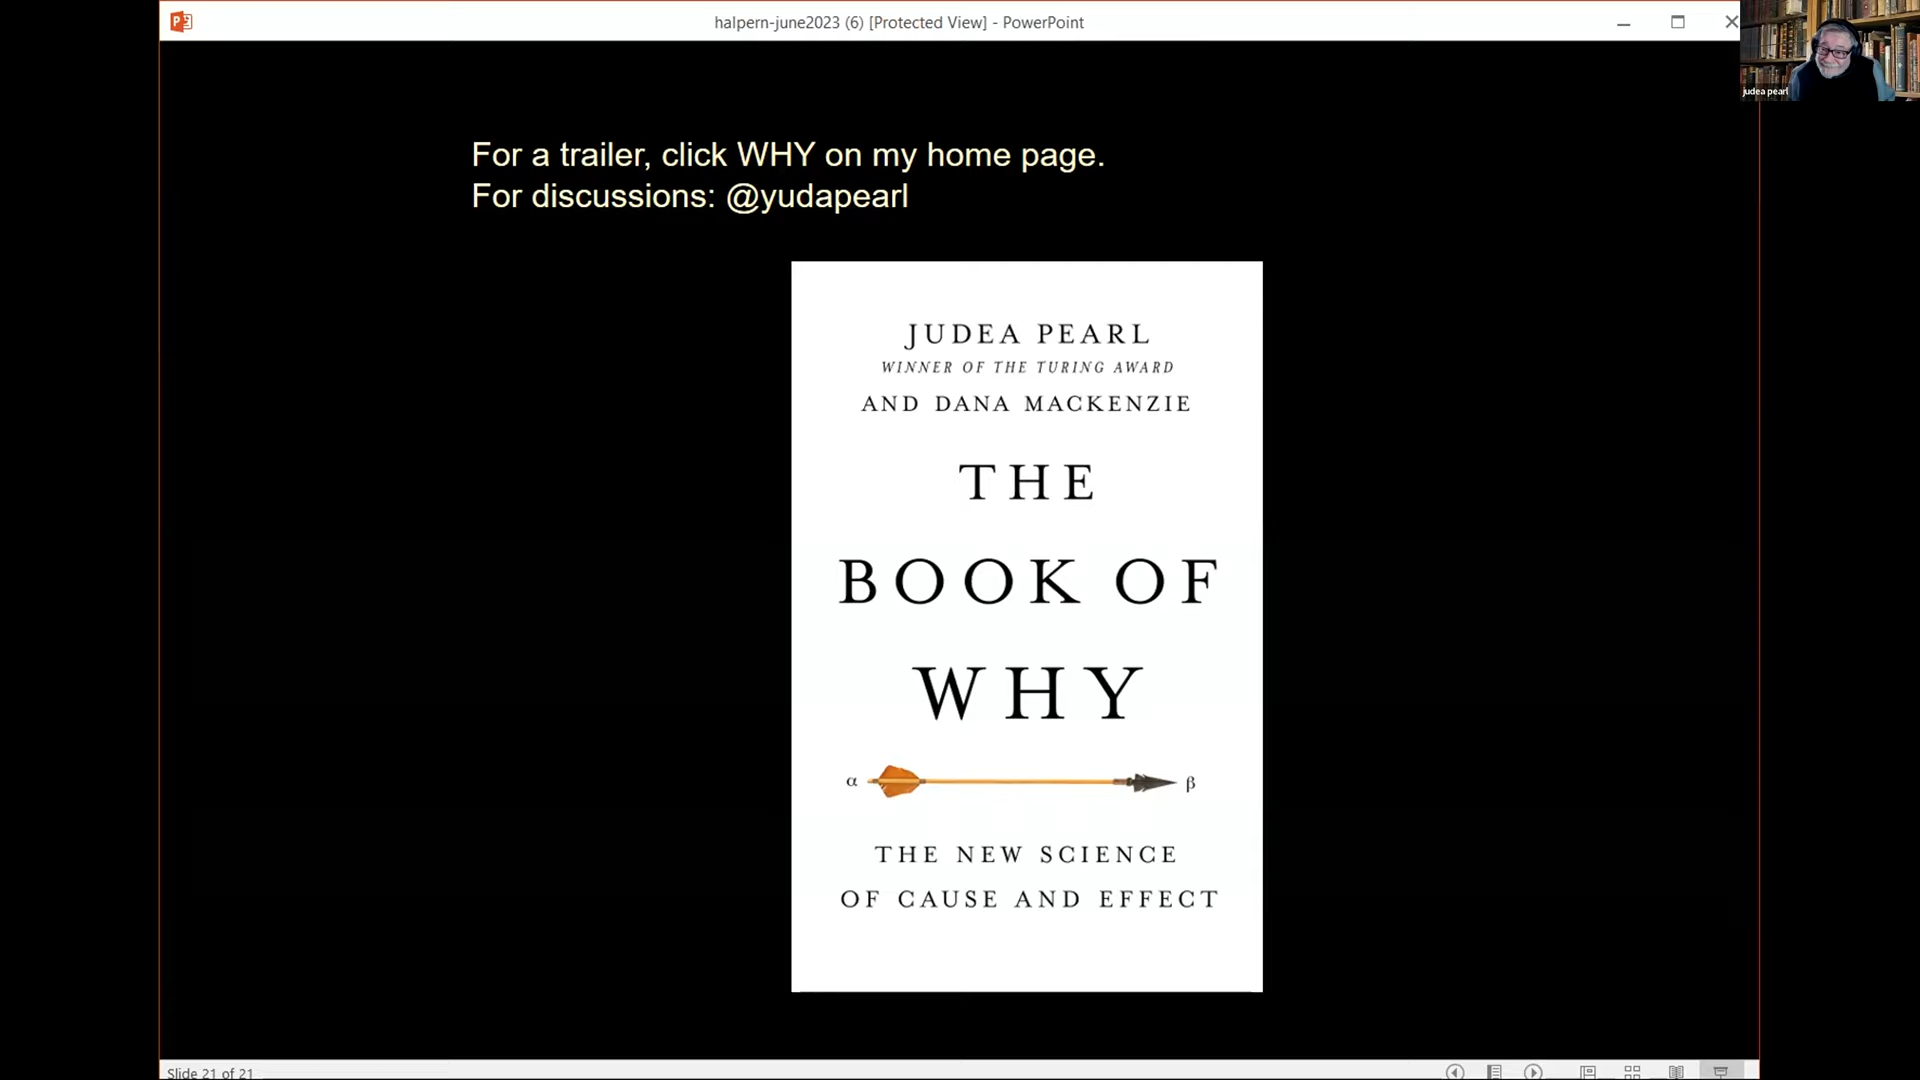 halpern-june2023 (6) [Protected View] - PowerPoint
judea pearl
For a trailer, click WHY on my home page.
For discussions: @yudapearl
JUDEA PEARL
WINNER OF THE TURING AWARD
AND DANA MACKENZIE
THE
BOOK OF
WHY
α β
THE NEW SCIENCE
OF CAUSE AND EFFECT
Slide 21 of 21